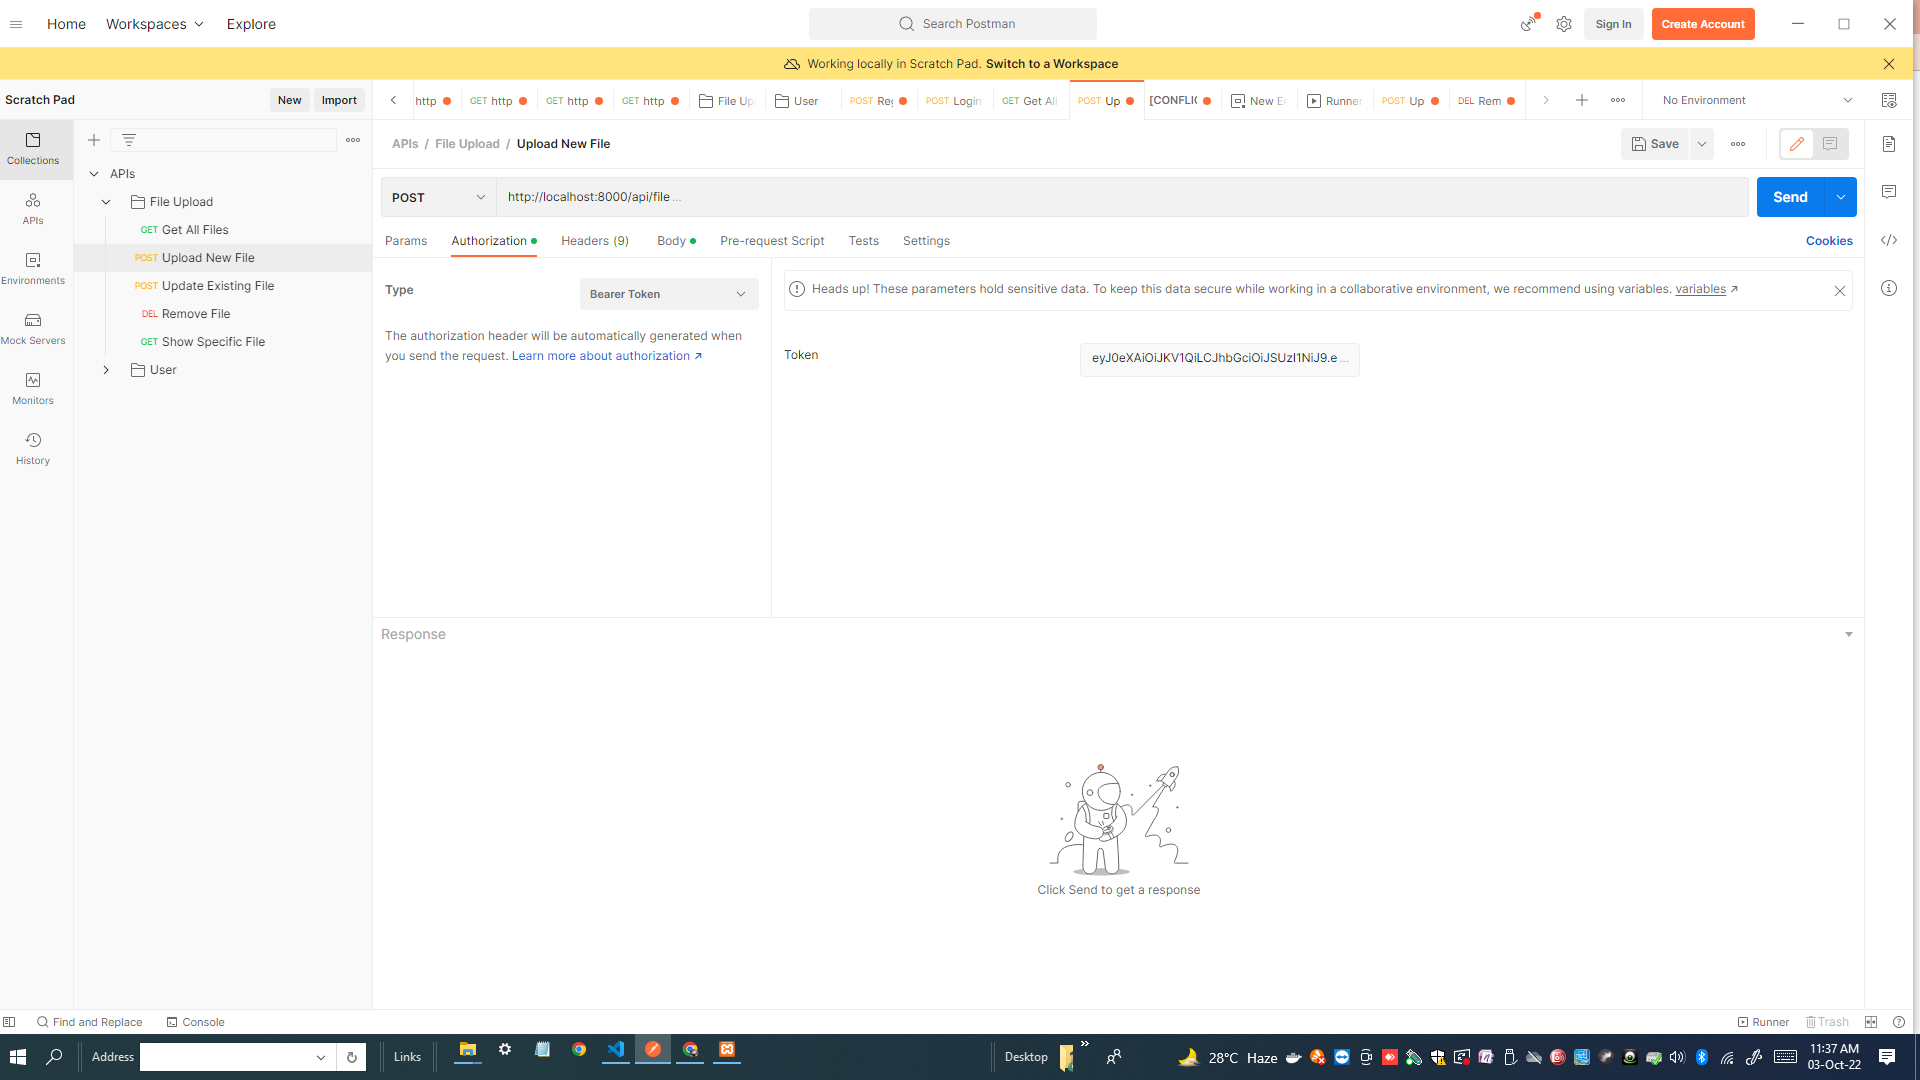 Home Workspaces Explore Search Postman Sign In Create Account
Working locally in Scratch Pad. Switch to a Workspace
Scratch Pad New Import http GET http GET http GET http File Up User POST Reg POST Login GET Get All POST Up [CONFLIC New En Runner POST Up DEL Rem No Environment
Collections
APIs / File Upload / Upload New File Save
APIs
File Upload
GET Get All Files
POST Upload New File
POST Update Existing File
DEL Remove File
GET Show Specific File
User
APIs
Environments
Mock Servers
Monitors
History
POST http://localhost:8000/api/file... Send
Params Authorization Headers (9) Body Pre-request Script Tests Settings Cookies
Type Bearer Token
The authorization header will be automatically generated when
you send the request. Learn more about authorization ↗
Heads up! These parameters hold sensitive data. To keep this data secure while working in a collaborative environment, we recommend using variables. variables ↗
Token eyJ0eXAiOiJKV1QiLCJhbGciOiJSUzI1NiJ9.e...
Response
Click Send to get a response
Find and Replace Console Runner Trash
Address Links Desktop 28°C Haze 11:37 AM
03-Oct-22